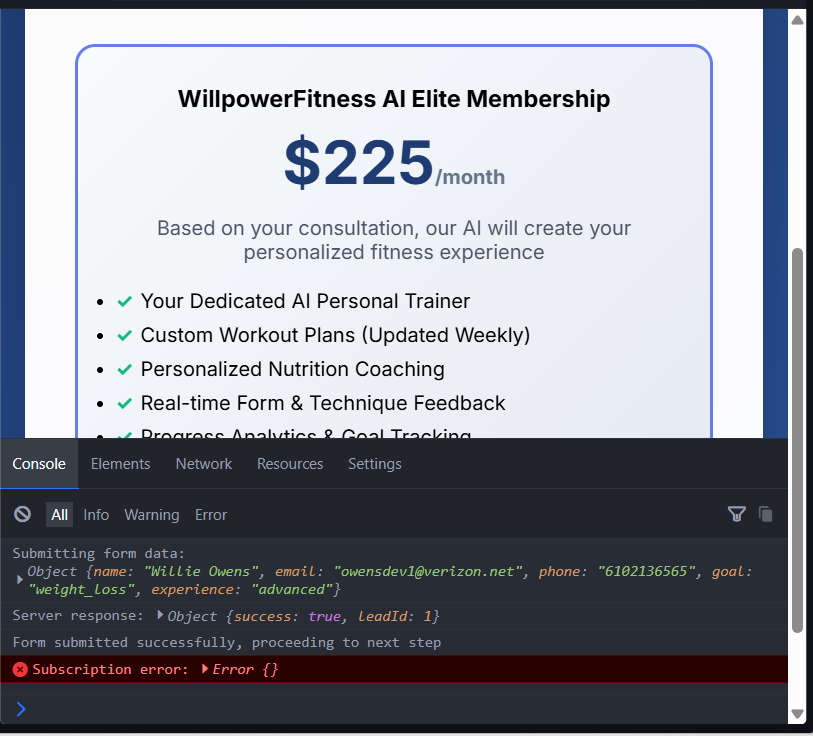 WillpowerFitness AI Elite Membership
$225/month
Based on your consultation, our AI will create your
personalized fitness experience
Your Dedicated AI Personal Trainer
Custom Workout Plans (Updated Weekly)
Personalized Nutrition Coaching
Real-time Form & Technique Feedback
Progress Analytics & Goal Tracking
Console Elements Network Resources Settings
All Info Warning Error
Submitting form data:
Object {name: "Willie Owens", email: "owensdev1@verizon.net", phone: "6102136565", goal:
"weight_loss", experience: "advanced"}
Server response: Object {success: true, leadId: 1}
Form submitted successfully, proceeding to next step
Subscription error: Error {}